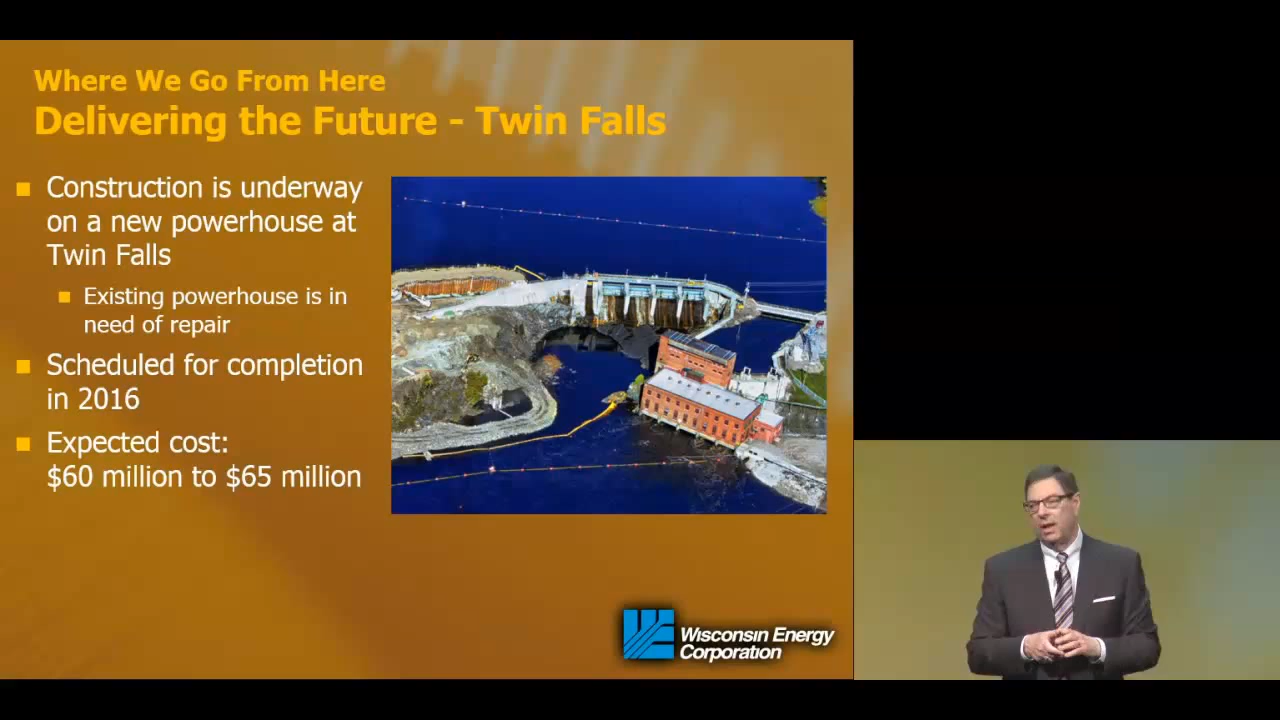 Where We Go From Here
Delivering the Future - Twin Falls
Construction is underway
on a new powerhouse at
Twin Falls
Existing powerhouse is in
need of repair
Scheduled for completion
in 2016
Expected cost:
$60 million to $65 million
Wisconsin Energy
Corporation